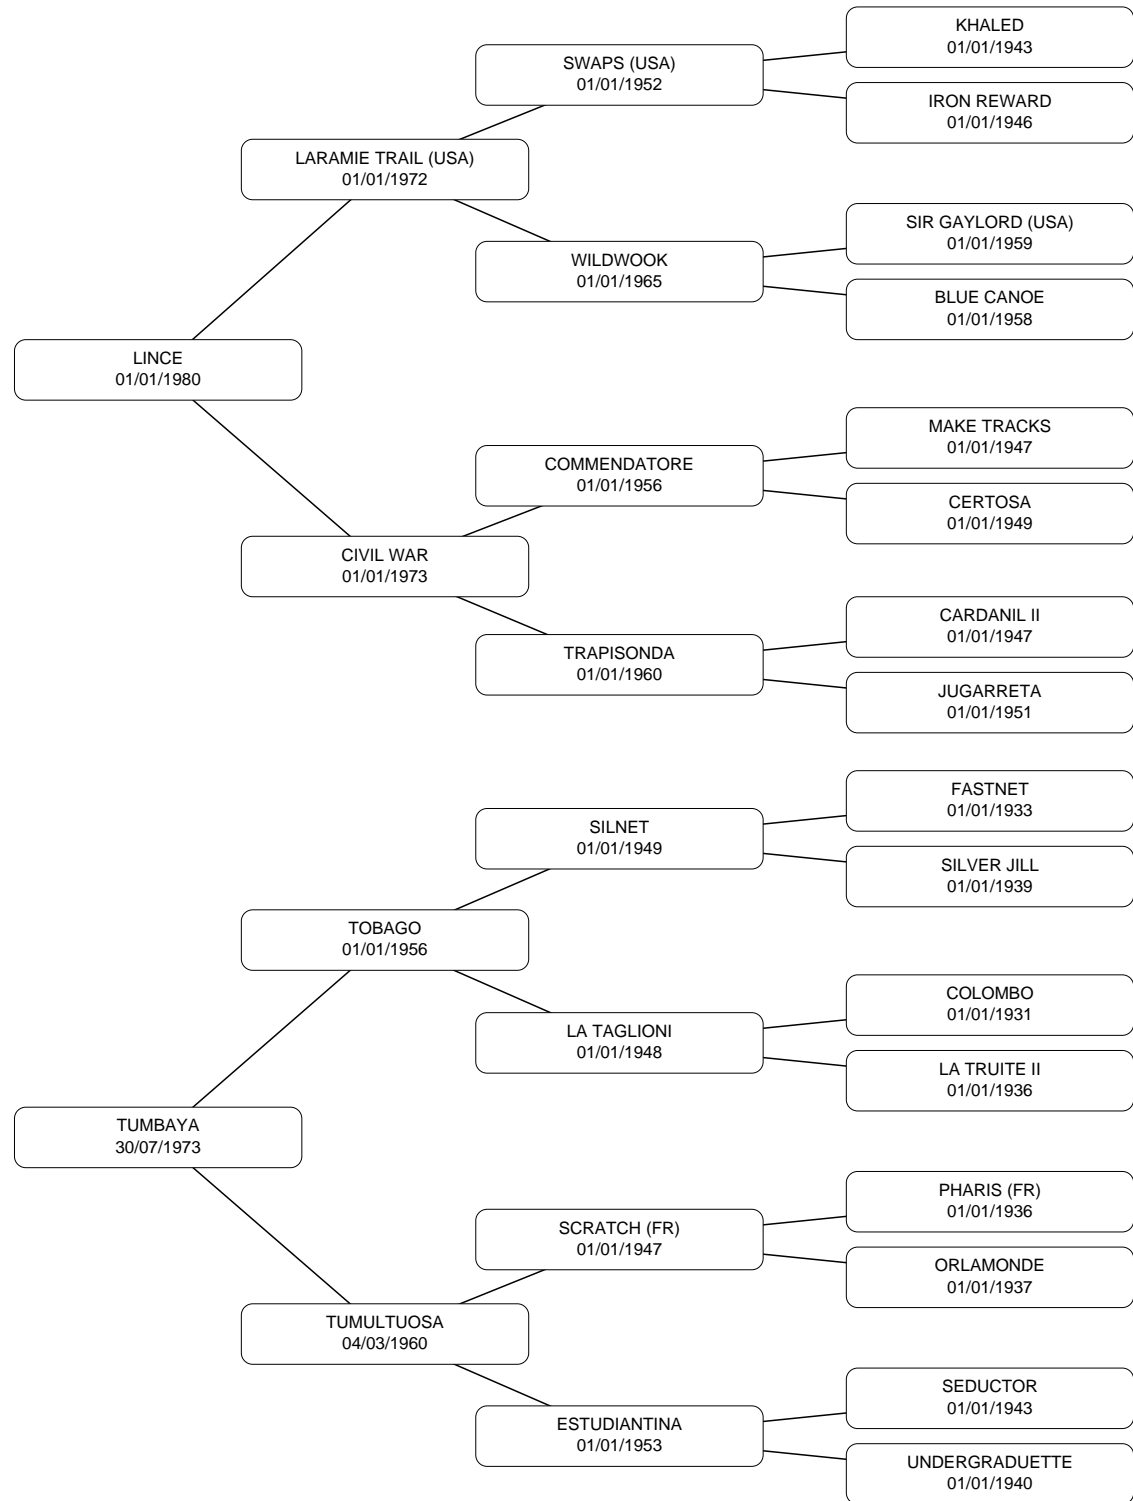 KHALED
01/01/1943
SWAPS (USA)
01/01/1952
IRON REWARD
01/01/1946
LARAMIE TRAIL (USA)
01/01/1972
SIR GAYLORD (USA)
01/01/1959
WILDWOOK
01/01/1965
BLUE CANOE
01/01/1958
LINCE
01/01/1980
MAKE TRACKS
01/01/1947
COMMENDATORE
01/01/1956
CERTOSA
01/01/1949
CIVIL WAR
01/01/1973
CARDANIL II
01/01/1947
TRAPISONDA
01/01/1960
JUGARRETA
01/01/1951
FASTNET
01/01/1933
SILNET
01/01/1949
SILVER JILL
01/01/1939
TOBAGO
01/01/1956
COLOMBO
01/01/1931
LA TAGLIONI
01/01/1948
LA TRUITE II
01/01/1936
TUMBAYA
30/07/1973
PHARIS (FR)
01/01/1936
SCRATCH (FR)
01/01/1947
ORLAMONDE
01/01/1937
TUMULTUOSA
04/03/1960
SEDUCTOR
01/01/1943
ESTUDIANTINA
01/01/1953
UNDERGRADUETTE
01/01/1940